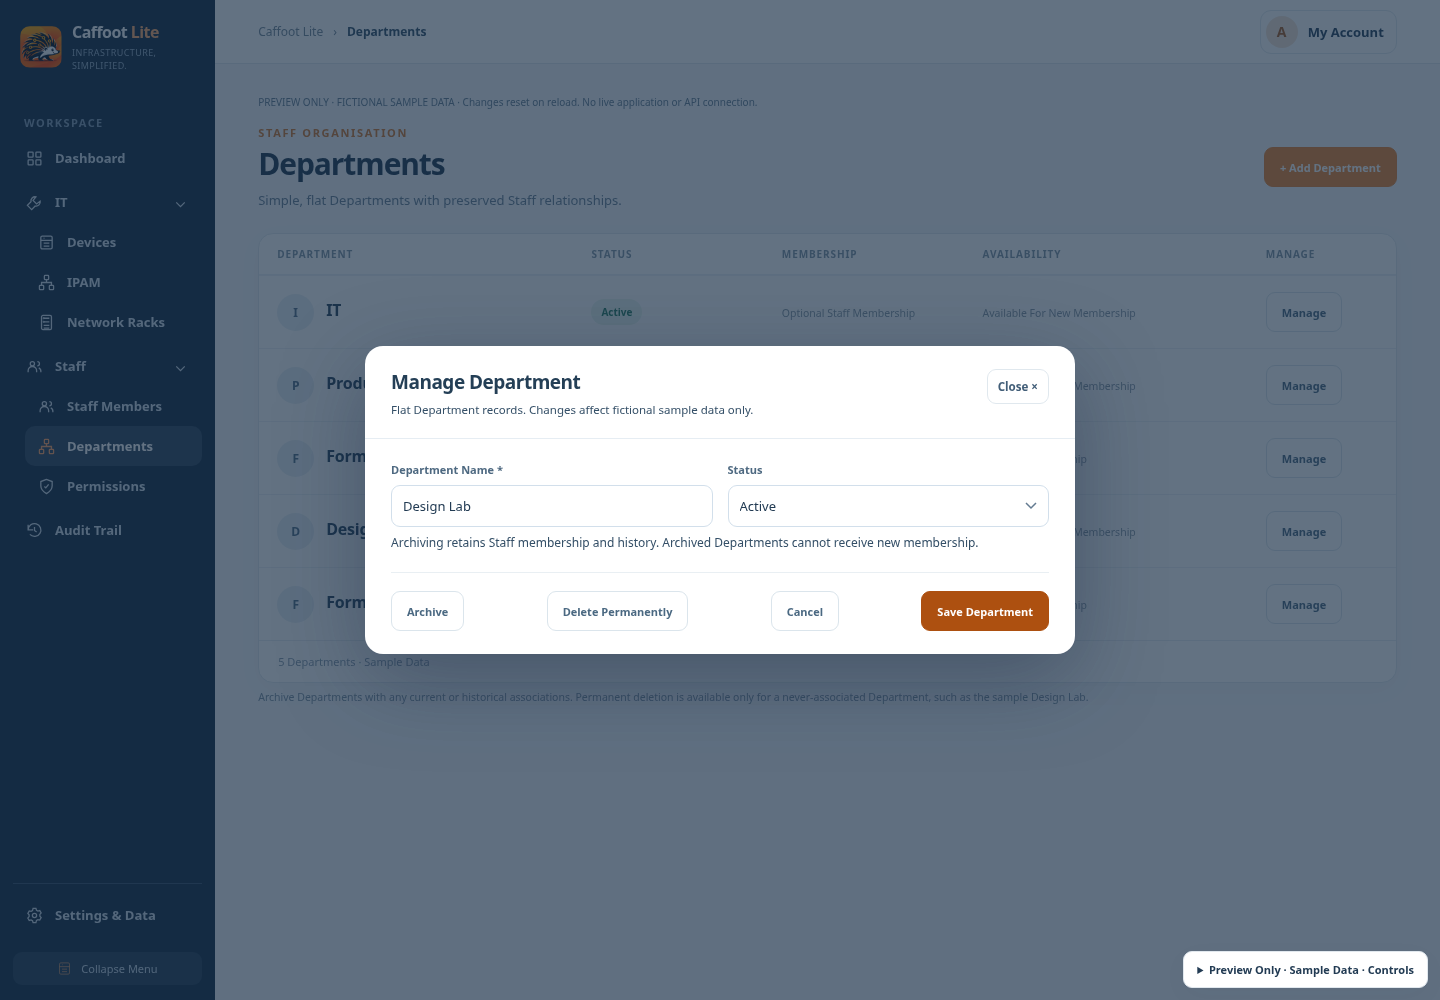 Caffoot Lite
INFRASTRUCTURE,
SIMPLIFIED.
WORKSPACE
Dashboard
IT
Devices
IPAM
Network Racks
Staff
Staff Members
Departments
Permissions
Audit Trail
Settings & Data
Collapse Menu
Caffoot Lite › Departments
A My Account
PREVIEW ONLY · FICTIONAL SAMPLE DATA · Changes reset on reload. No live application or API connection.
STAFF ORGANISATION
Departments
+ Add Department
Simple, flat Departments with preserved Staff relationships.
DEPARTMENT STATUS MEMBERSHIP AVAILABILITY MANAGE
I IT Active Optional Staff Membership Available For New Membership Manage
P Membership Manage
F Manage
D Membership Manage
F Manage
Manage Department
Close ×
Flat Department records. Changes affect fictional sample data only.
Department Name * Status
Design Lab Active
Archiving retains Staff membership and history. Archived Departments cannot receive new membership.
Archive Delete Permanently Cancel Save Department
5 Departments · Sample Data
Archive Departments with any current or historical associations. Permanent deletion is available only for a never-associated Department, such as the sample Design Lab.
▶ Preview Only · Sample Data · Controls